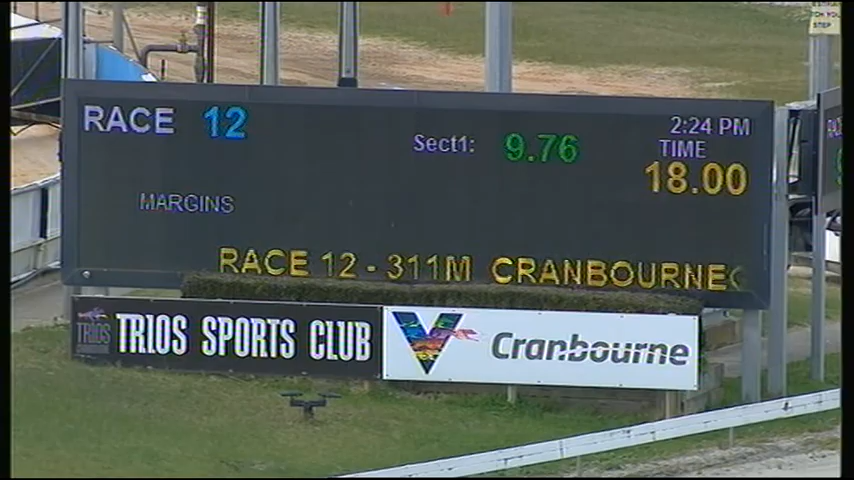 RACE 12
2:24 PM
Sect1: 9.76
TIME
18.00
MARGINS
RACE 12 - 311M CRANBOURNE
TRIOS
TRIOS SPORTS CLUB
V Cranbourne
STEP